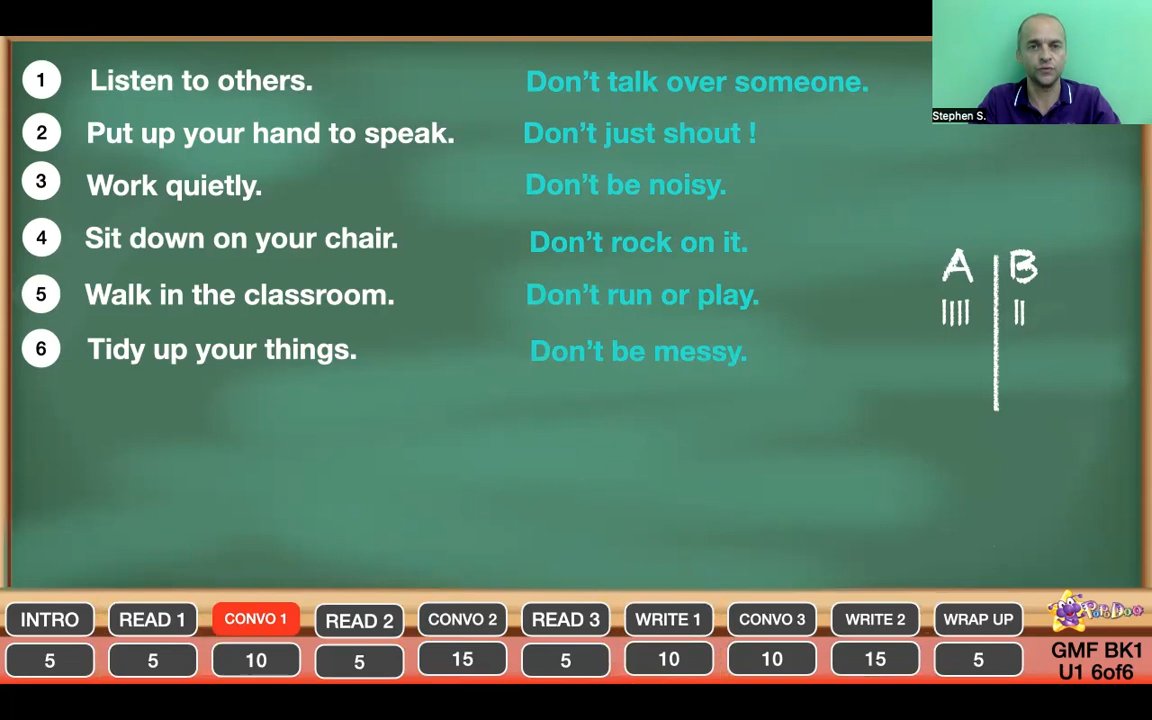 1 Listen to others. Don't talk over someone.
2 Put up your hand to speak. Don't just shout !
3 Work quietly. Don't be noisy.
4 Sit down on your chair. Don't rock on it.
5 Walk in the classroom. Don't run or play.
6 Tidy up your things. Don't be messy.
Stephen S.
A B
INTRO READ 1 CONVO 1 READ 2 CONVO 2 READ 3 WRITE 1 CONVO 3 WRITE 2 WRAP UP
5 5 10 5 15 5 10 10 15 5
GMF BK1
U1 6of6